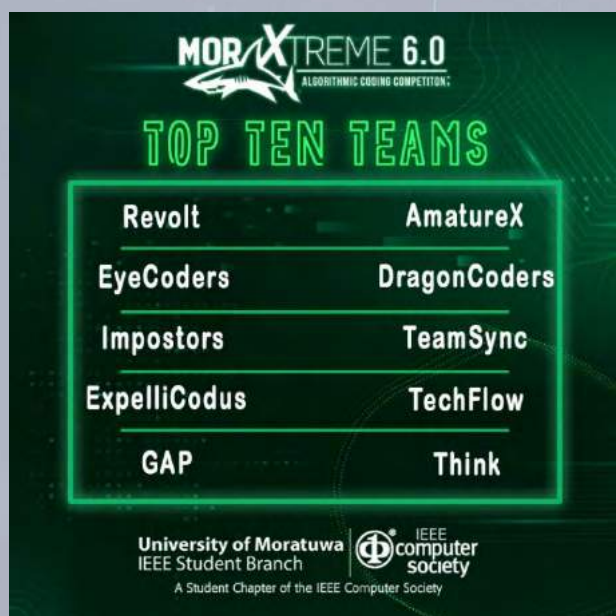 MORAXTREME 6.0
ALGORITHMIC CODING COMPETITON:
TOP TEN TEAMS
Revolt AmatureX
EyeCoders DragonCoders
Impostors TeamSync
ExpelliCodus TechFlow
GAP Think
University of Moratuwa
IEEE Student Branch
IEEE
computer
society
A Student Chapter of the IEEE Computer Society